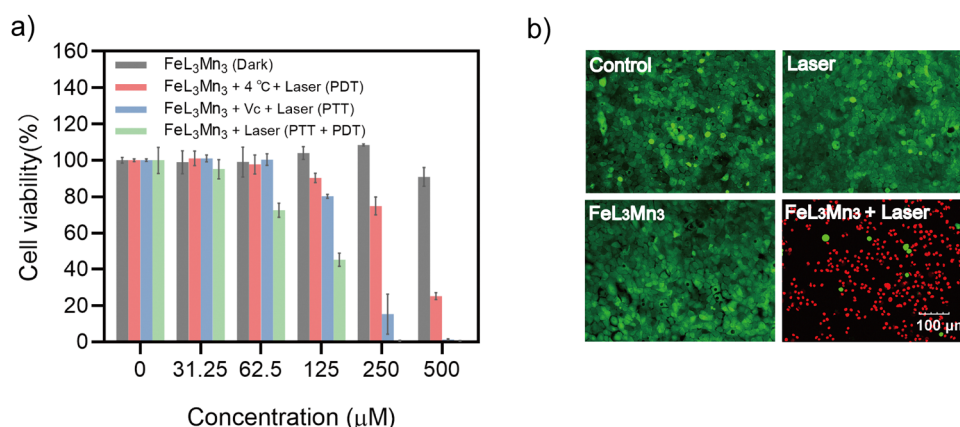 a)
160
140
120
100
80
60
40
20
0
Cell viability(%)
FeL₃Mn₃ (Dark)
FeL₃Mn₃ + 4 ℃ + Laser (PDT)
FeL₃Mn₃ + Vc + Laser (PTT)
FeL₃Mn₃ + Laser (PTT + PDT)
0 31.25 62.5 125 250 500
Concentration (μM)
b)
Control
Laser
FeL₃Mn₃
FeL₃Mn₃ + Laser
100 μm